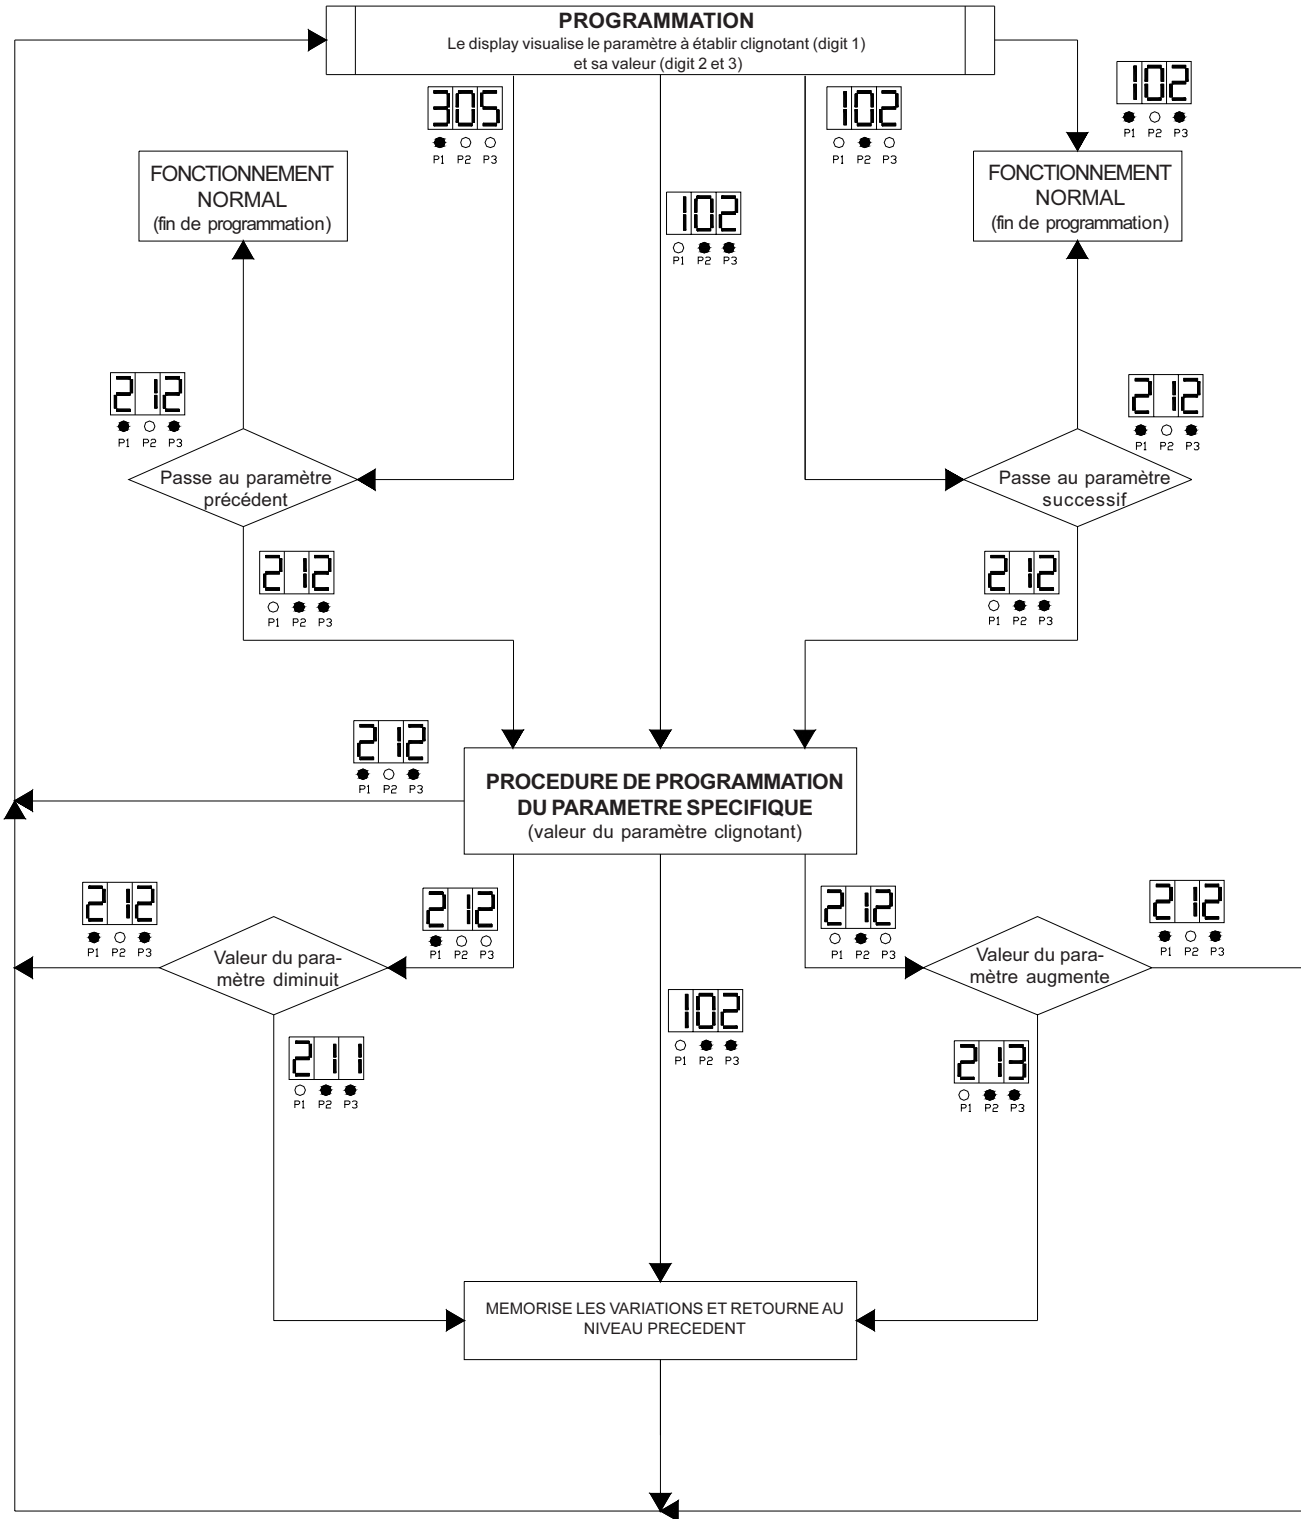 PROGRAMMATION
Le display visualise le paramètre à établir clignotant (digit 1)
et sa valeur (digit 2 et 3)
305
P1 P2 P3
102
P1 P2 P3
102
P1 P2 P3
FONCTIONNEMENT
NORMAL
(fin de programmation)
102
P1 P2 P3
FONCTIONNEMENT
NORMAL
(fin de programmation)
212
P1 P2 P3
212
P1 P2 P3
Passe au paramètre
précédent
Passe au paramètre
successif
212
P1 P2 P3
212
P1 P2 P3
212
P1 P2 P3
PROCEDURE DE PROGRAMMATION
DU PARAMETRE SPECIFIQUE
(valeur du paramètre clignotant)
212
P1 P2 P3
212
P1 P2 P3
212
P1 P2 P3
212
P1 P2 P3
Valeur du para-
mètre diminuit
Valeur du para-
mètre augmente
102
P1 P2 P3
211
P1 P2 P3
213
P1 P2 P3
MEMORISE LES VARIATIONS ET RETOURNE AU
NIVEAU PRECEDENT